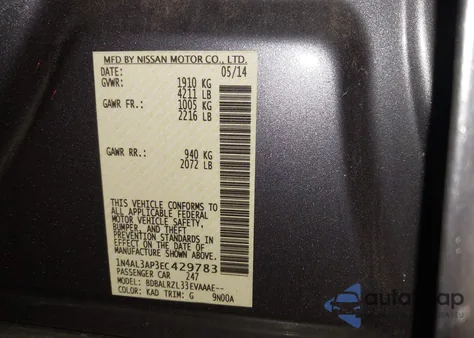 MFD BY NISSAN MOTOR CO., LTD.
DATE: 05/14
GVWR: 1910 KG
4211 LB
GAWR FR.: 1005 KG
2216 LB
GAWR RR.: 940 KG
2072 LB
THIS VEHICLE CONFORMS TO
ALL APPLICABLE FEDERAL
MOTOR VEHICLE SAFETY,
BUMPER, AND THEFT
PREVENTION STANDARDS
IN EFFECT ON THE DATE OF
MANUFACTURE SHOWN ABOVE.
1N4AL3AP3EC429783
PASSENGER CAR 247
MODEL: BDBALRZL33EVAAAE--
COLOR: KAD TRIM: G 9N00A